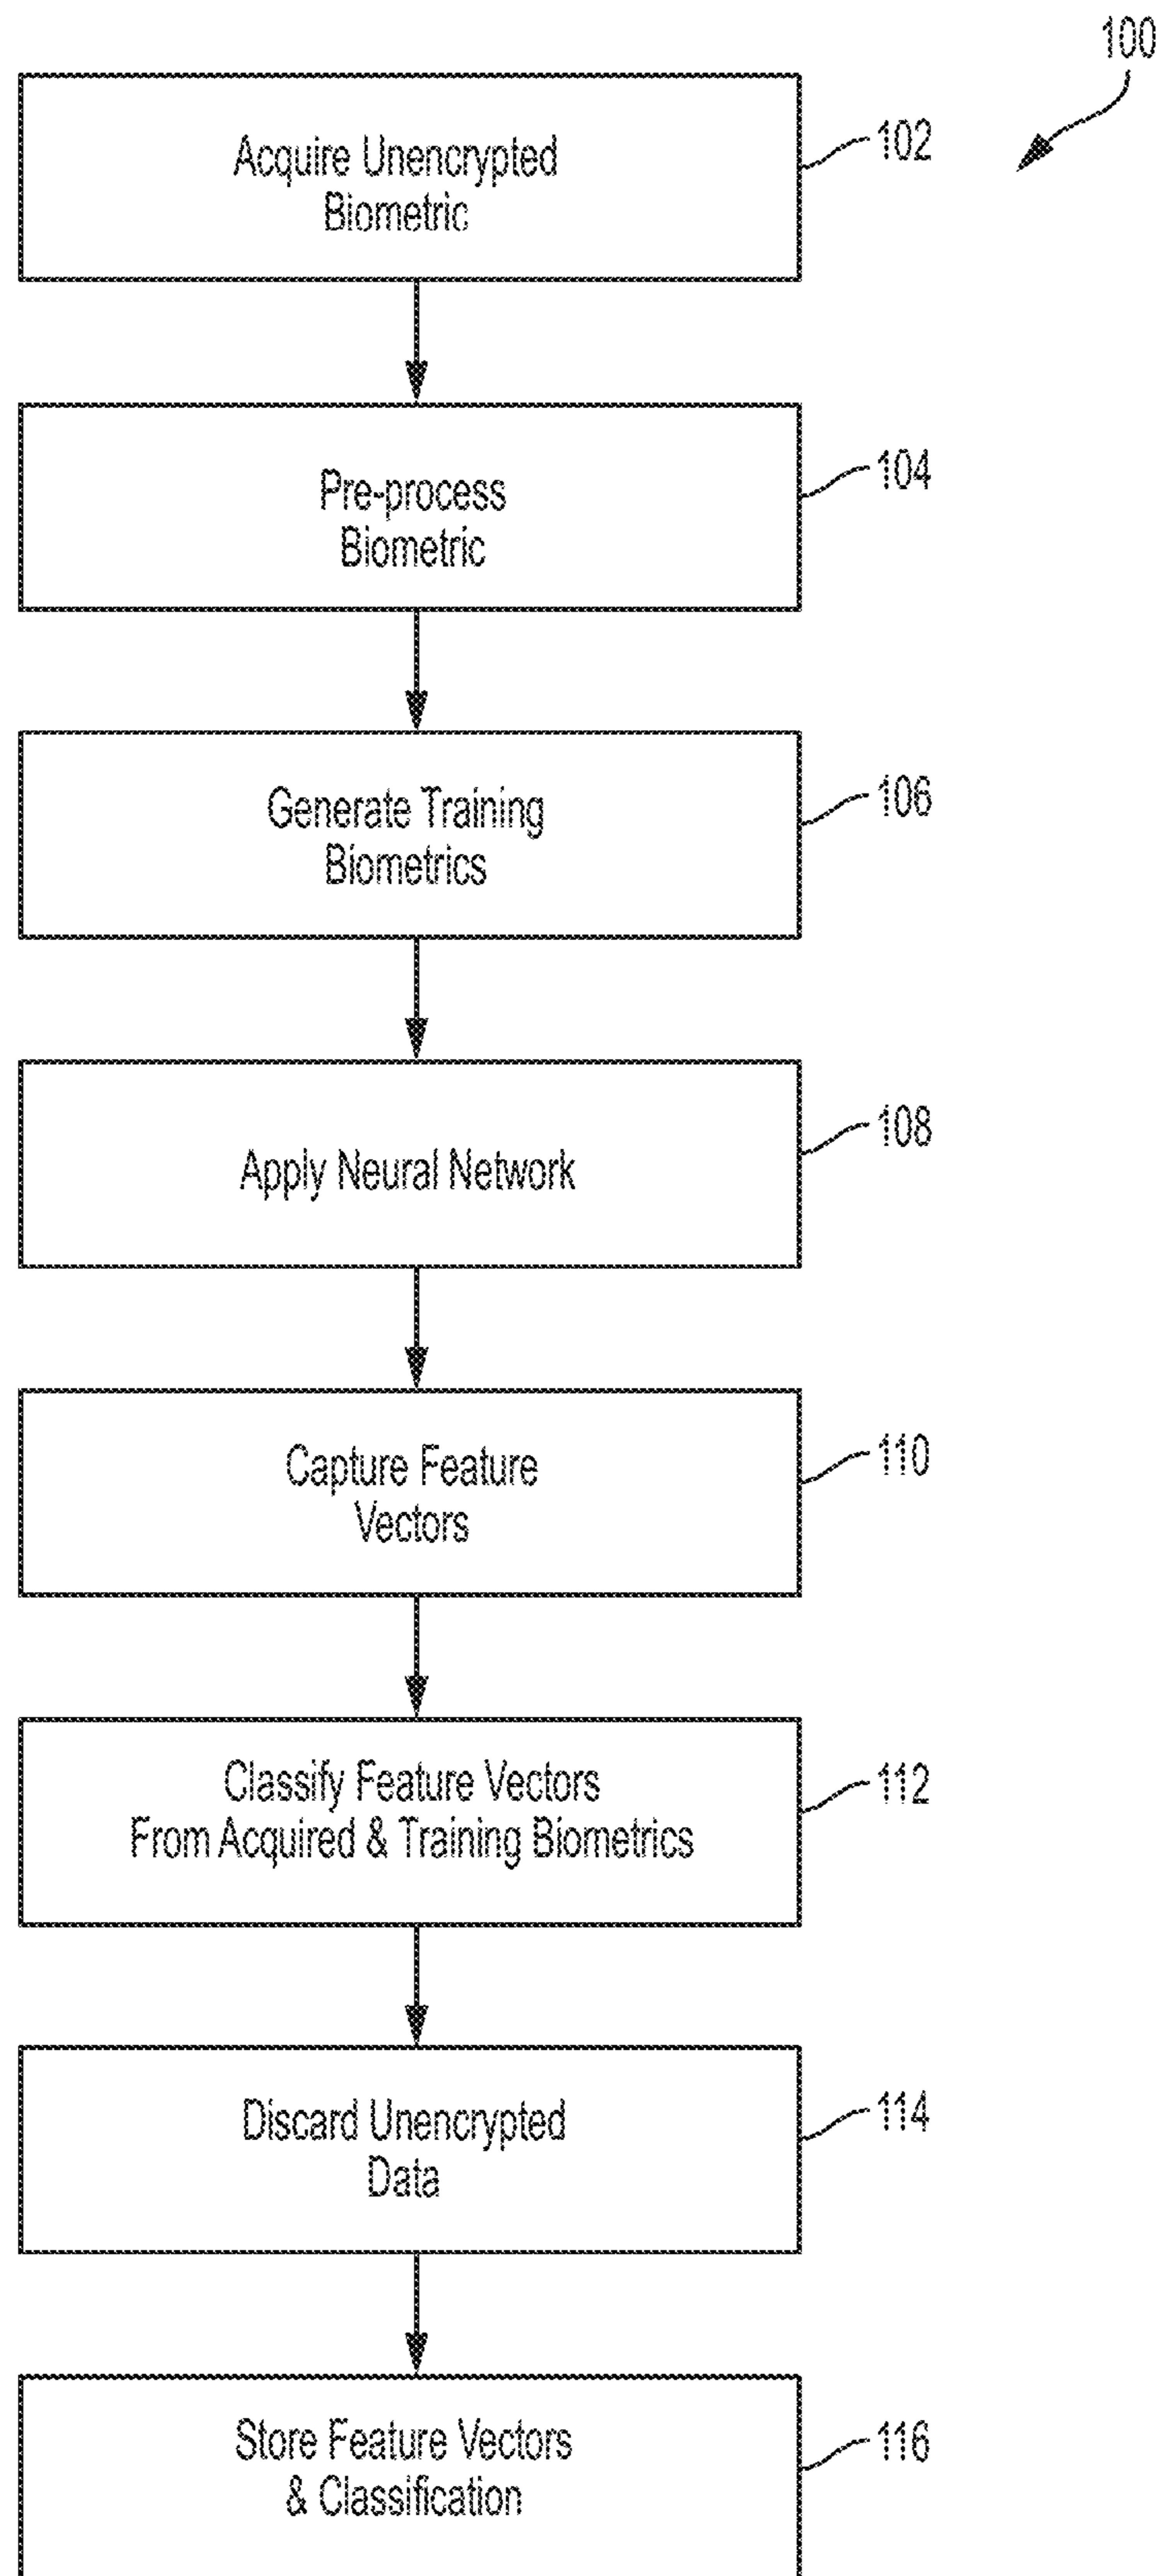 100
Acquire Unencrypted
Biometric
102
Pre-process
Biometric
104
Generate Training
Biometrics
106
Apply Neural Network
108
Capture Feature
Vectors
110
Classify Feature Vectors
From Acquired & Training Biometrics
112
Discard Unencrypted
Data
114
Store Feature Vectors
& Classification
116